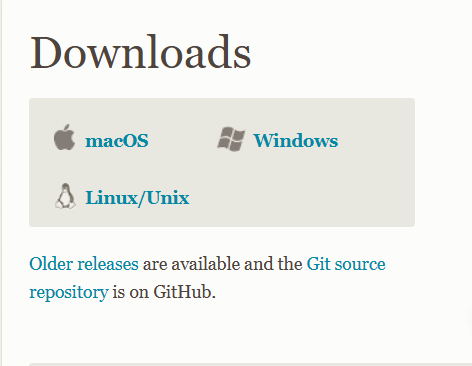 Downloads
macOS
Windows
Linux/Unix
Older releases are available and the Git source
repository is on GitHub.